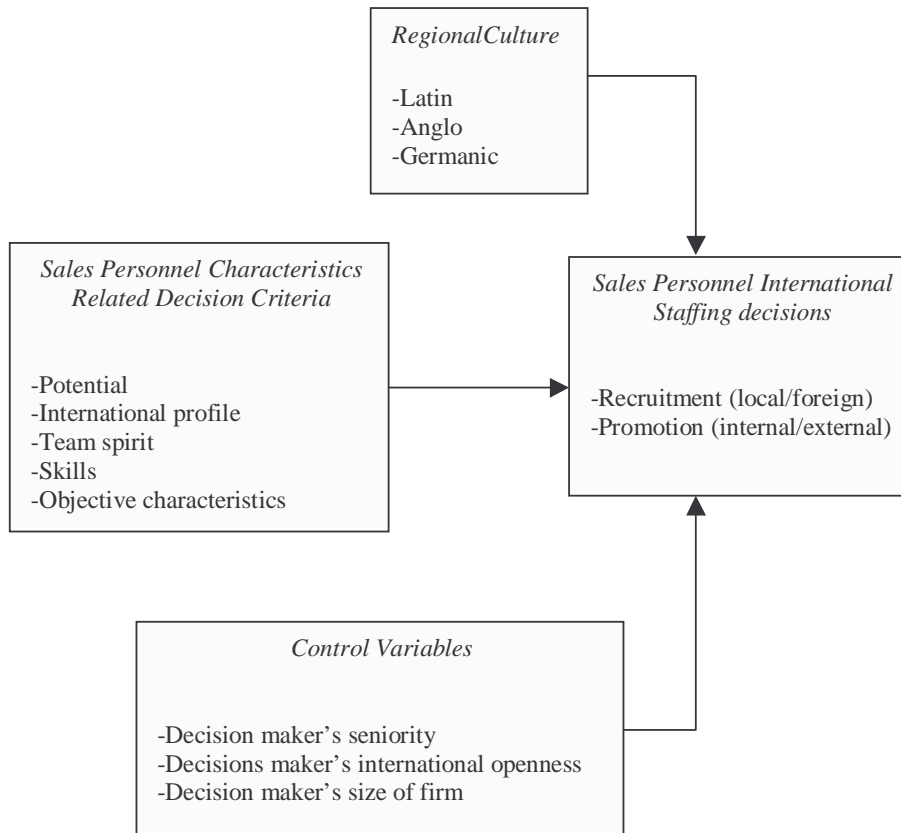 RegionalCulture
-Latin
-Anglo
-Germanic
Sales Personnel Characteristics
Related Decision Criteria
-Potential
-International profile
-Team spirit
-Skills
-Objective characteristics
Sales Personnel International
Staffing decisions
-Recruitment (local/foreign)
-Promotion (internal/external)
Control Variables
-Decision maker’s seniority
-Decisions maker’s international openness
-Decision maker’s size of firm